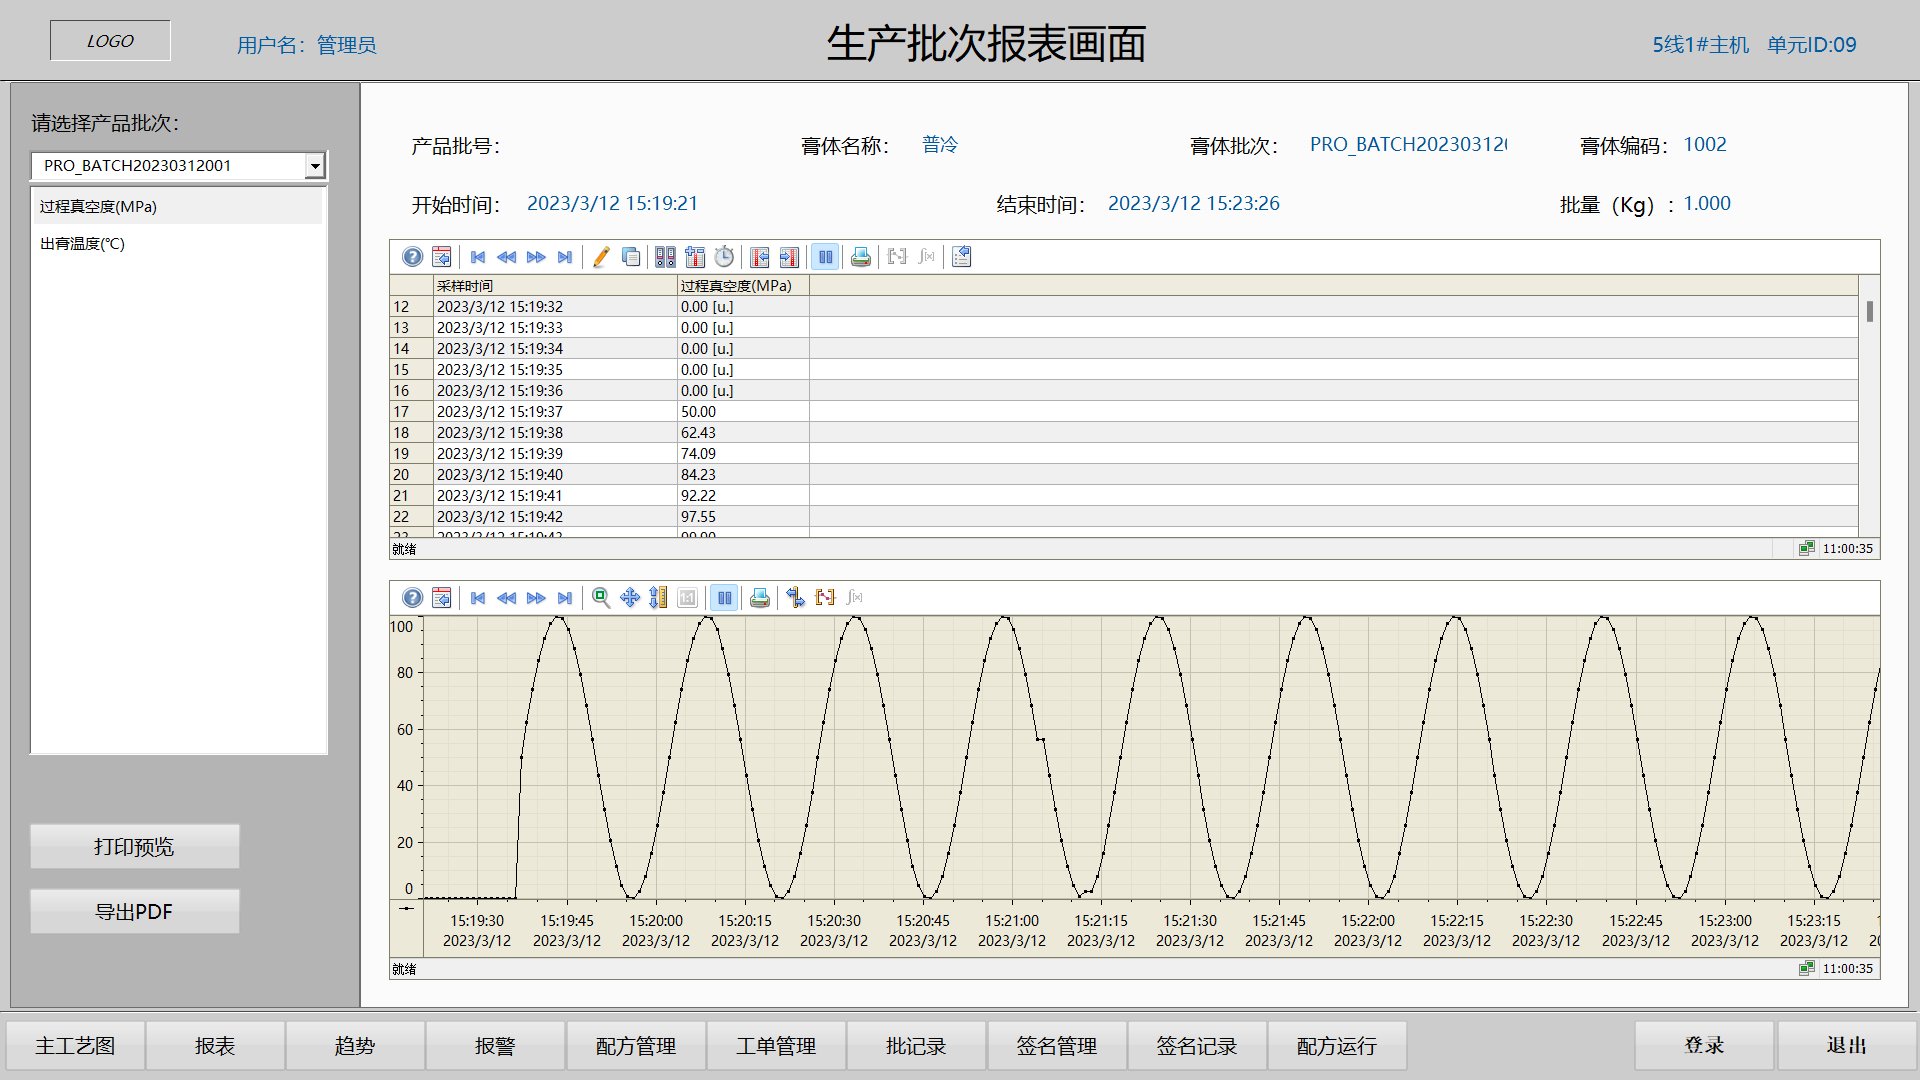 LOGO
用户名：管理员
生产批次报表画面
5线1#主机 单元ID:09
请选择产品批次：
PRO_BATCH20230312001
过程真空度(MPa)
出膏温度(℃)
打印预览
导出PDF
产品批号：
膏体名称： 普冷
膏体批次： PRO_BATCH20230312
膏体编码： 1002
开始时间： 2023/3/12 15:19:21
结束时间： 2023/3/12 15:23:26
批量（Kg）: 1.000
采样时间 过程真空度(MPa)
12 2023/3/12 15:19:32 0.00 [u.]
13 2023/3/12 15:19:33 0.00 [u.]
14 2023/3/12 15:19:34 0.00 [u.]
15 2023/3/12 15:19:35 0.00 [u.]
16 2023/3/12 15:19:36 0.00 [u.]
17 2023/3/12 15:19:37 50.00
18 2023/3/12 15:19:38 62.43
19 2023/3/12 15:19:39 74.09
20 2023/3/12 15:19:40 84.23
21 2023/3/12 15:19:41 92.22
22 2023/3/12 15:19:42 97.55
就绪 11:00:35
100
80
60
40
20
0
15:19:30 15:19:45 15:20:00 15:20:15 15:20:30 15:20:45 15:21:00 15:21:15 15:21:30 15:21:45 15:22:00 15:22:15 15:22:30 15:22:45 15:23:00 15:23:15
2023/3/12 2023/3/12 2023/3/12 2023/3/12 2023/3/12 2023/3/12 2023/3/12 2023/3/12 2023/3/12 2023/3/12 2023/3/12 2023/3/12 2023/3/12 2023/3/12 2023/3/12 2023/3/12
就绪 11:00:35
主工艺图 报表 趋势 报警 配方管理 工单管理 批记录 签名管理 签名记录 配方运行 登录 退出